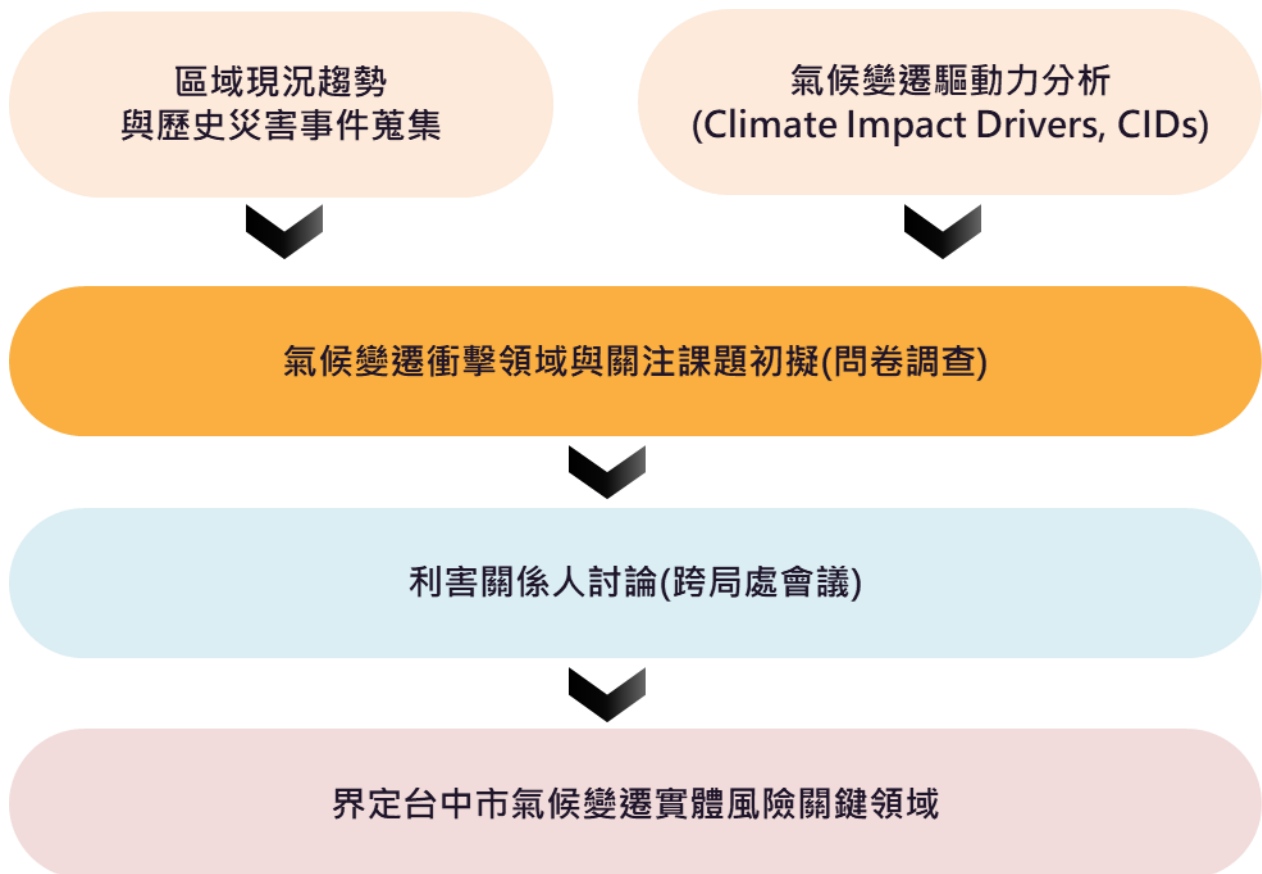 區域現況趨勢
與歷史災害事件蒐集
氣候變遷驅動力分析
(Climate Impact Drivers, CIDs)
氣候變遷衝擊領域與關注課題初擬(問卷調查)
利害關係人討論(跨局處會議)
界定台中市氣候變遷實體風險關鍵領域